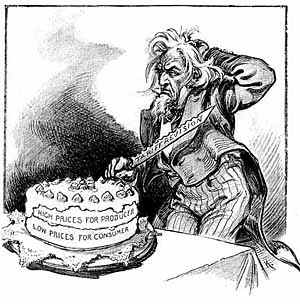 TARIFF REVISION
HIGH PRICES FOR PRODUCER
LOW PRICES FOR CONSUMER